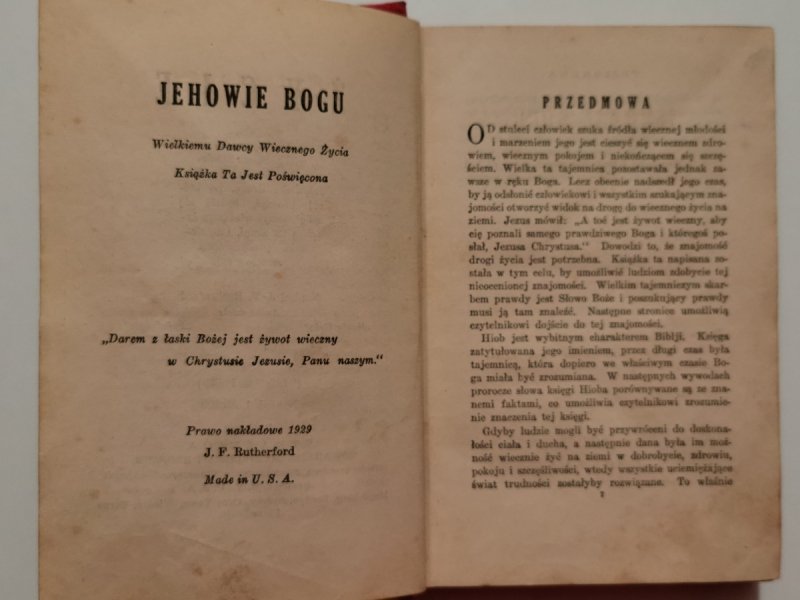 JEHOWIE BOGU
Wielkiemu Dawcy Wiecznego Życia
Książka Ta Jest Poświęcona
„Darem z łaski Bożej jest żywot wieczny
w Chrystusie Jezusie, Panu naszym.“
Prawo nakładowe 1929
J. F. Rutherford
Made in U. S. A.
PRZEDMOWA
OD stuleci człowiek szuka źródła wiecznej młodości
i marzeniem jego jest cieszyć się wiecznem zdro-
wiem, wiecznym pokojem i niekończącem się szczę-
ściem. Wielka ta tajemnica pozostawała jednak za-
wsze w ręku Boga. Lecz obecnie nadszedł jego czas,
by ją odsłonić człowiekowi i wszystkim szukającym zna-
jomości otworzyć widok na drogę do wiecznego życia na
ziemi. Jezus mówił: „A toć jest żywot wieczny, aby
cię poznali samego prawdziwego Boga i któregoś po-
słał, Jezusa Chrystusa.“ Dowodzi to, że znajomość
drogi życia jest potrzebna. Książka ta napisana zo-
stała w tym celu, by umożliwić ludziom zdobycie tej
nieocenionej znajomości. Wielkim tajemniczym skar-
bem prawdy jest Słowo Boże i poszukujący prawdy
musi ją tam znaleźć. Następne stronice umożliwią
czytelnikowi dojście do tej znajomości.
Hiob jest wybitnym charakterem Biblji. Księga
zatytułowana jego imieniem, przez długi czas była
tajemnicą, która dopiero we właściwym czasie Bo-
ga miała być zrozumiana. W następnych wywodach
prorocze słowa księgi Hioba porównywane są ze zna-
nemi faktami, co umożliwia czytelnikowi zrozumie-
nie znaczenia tej księgi.
Gdyby ludzie mogli być przywróceni do doskona-
łości ciała i ducha, a następnie dana była im moż-
ność wiecznie żyć na ziemi w dobrobycie, zdrowiu,
pokoju i szczęśliwości, wtedy wszystkie uciemiężające
świat trudności zostałyby rozwiązane. To właśnie